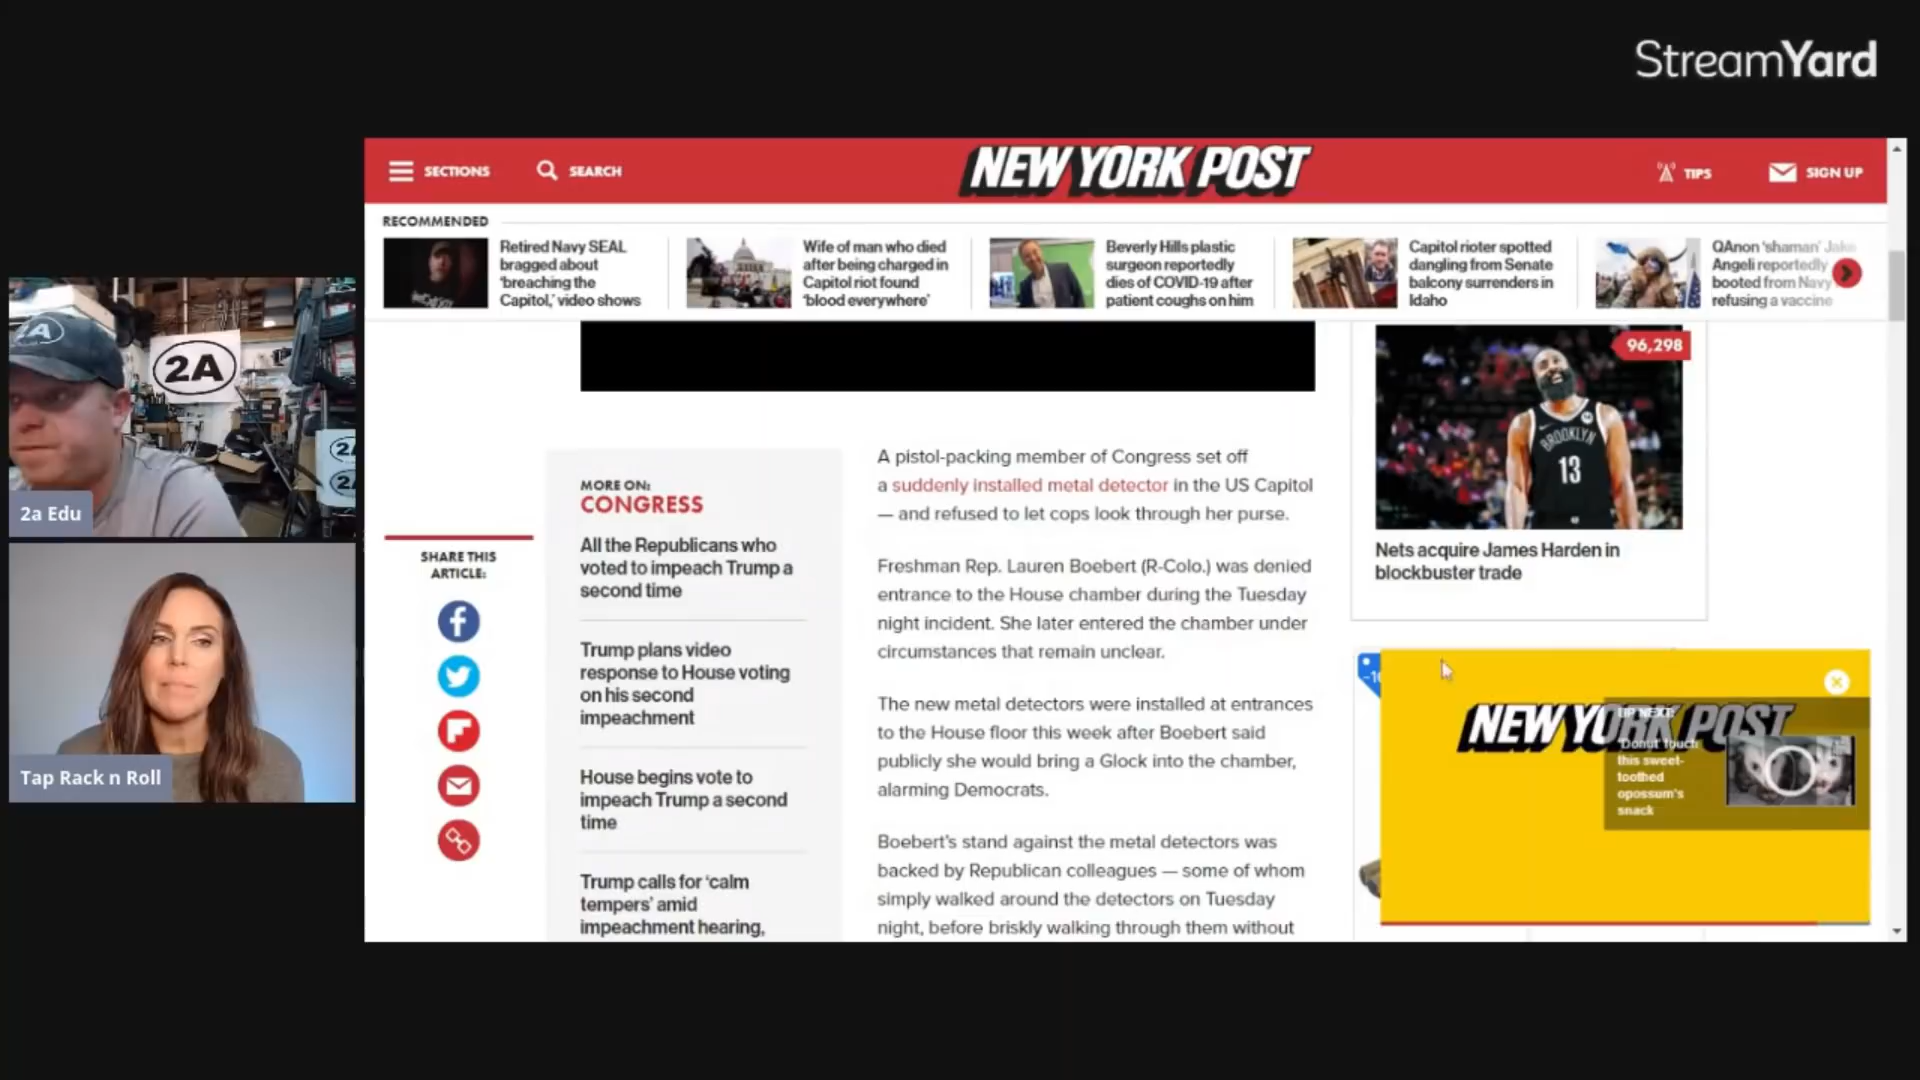 StreamYard
SECTIONS
SEARCH
NEW YORK POST
TIPS
SIGN UP
RECOMMENDED
Retired Navy SEAL
bragged about
‘breaching the
Capitol,’ video shows
Wife of man who died
after being charged in
Capitol riot found
‘blood everywhere’
Beverly Hills plastic
surgeon reportedly
dies of COVID-19 after
patient coughs on him
Capitol rioter spotted
dangling from Senate
balcony surrenders in
Idaho
QAnon ‘shaman’ Jake
Angeli reportedly
booted from Navy
refusing a vaccine
2A
2A
2a Edu
Tap Rack n Roll
SHARE THIS
ARTICLE:
MORE ON:
CONGRESS
All the Republicans who
voted to impeach Trump a
second time
Trump plans video
response to House voting
on his second
impeachment
House begins vote to
impeach Trump a second
time
Trump calls for ‘calm
tempers’ amid
impeachment hearing,
A pistol-packing member of Congress set off
a suddenly installed metal detector in the US Capitol
— and refused to let cops look through her purse.
Freshman Rep. Lauren Boebert (R-Colo.) was denied
entrance to the House chamber during the Tuesday
night incident. She later entered the chamber under
circumstances that remain unclear.
The new metal detectors were installed at entrances
to the House floor this week after Boebert said
publicly she would bring a Glock into the chamber,
alarming Democrats.
Boebert’s stand against the metal detectors was
backed by Republican colleagues — some of whom
simply walked around the detectors on Tuesday
night, before briskly walking through them without
96,298
BROOKLYN
13
Nets acquire James Harden in
blockbuster trade
NEW YORK POST
UP NEXT:
‘Donut’ touch
this sweet-
toothed
opossum’s
snack